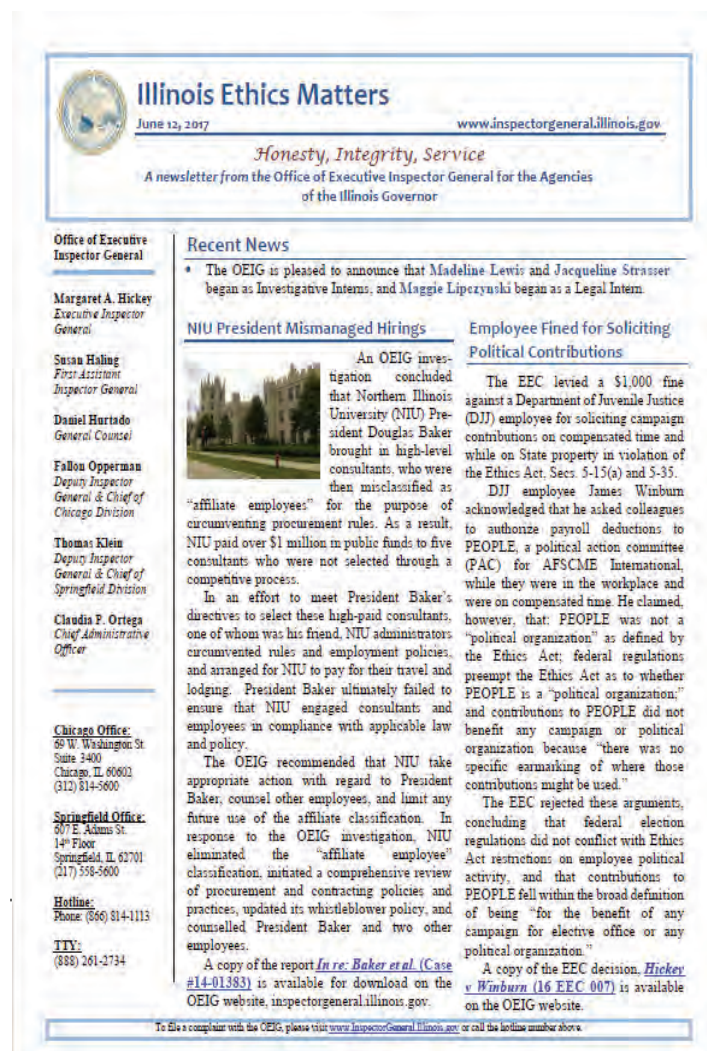 Illinois Ethics Matters
June 12, 2017 www.inspectorgeneral.illinois.gov
Honesty, Integrity, Service
A newsletter from the Office of Executive Inspector General for the Agencies
of the Illinois Governor
Office of Executive
Inspector General
Margaret A. Hickey
Executive Inspector
General
Susan Haling
First Assistant
Inspector General
Daniel Hurtado
General Counsel
Fallon Opperman
Deputy Inspector
General & Chief of
Chicago Division
Thomas Klein
Deputy Inspector
General & Chief of
Springfield Division
Claudia P. Ortega
Chief Administrative
Officer
Chicago Office:
69 W. Washington St.
Suite 3400
Chicago, IL 60602
(312) 814-5600
Springfield Office:
607 E. Adams St.
14th Floor
Springfield, IL 62701
(217) 558-5600
Hotline:
Phone: (866) 814-1113
TTY:
(888) 261-2734
Recent News
• The OEIG is pleased to announce that Madeline Lewis and Jacqueline Strasser
began as Investigative Interns, and Maggie Lipczynski began as a Legal Intern.
NIU President Mismanaged Hirings
An OEIG inves-
tigation concluded
that Northern Illinois
University (NIU) Pre-
sident Douglas Baker
brought in high-level
consultants, who were
then misclassified as
"affiliate employees" for the purpose of
circumventing procurement rules. As a result,
NIU paid over $1 million in public funds to five
consultants who were not selected through a
competitive process.
In an effort to meet President Baker's
directives to select these high-paid consultants,
one of whom was his friend, NIU administrators
circumvented rules and employment policies,
and arranged for NIU to pay for their travel and
lodging. President Baker ultimately failed to
ensure that NIU engaged consultants and
employees in compliance with applicable law
and policy.
The OEIG recommended that NIU take
appropriate action with regard to President
Baker, counsel other employees, and limit any
future use of the affiliate classification. In
response to the OEIG investigation, NIU
eliminated the "affiliate employee"
classification, initiated a comprehensive review
of procurement and contracting policies and
practices, updated its whistleblower policy, and
counselled President Baker and two other
employees.
A copy of the report In re: Baker et al. (Case
#14-01383) is available for download on the
OEIG website, inspectorgeneral.illinois.gov.
Employee Fined for Soliciting
Political Contributions
The EEC levied a $1,000 fine
against a Department of Juvenile Justice
(DJJ) employee for soliciting campaign
contributions on compensated time and
while on State property in violation of
the Ethics Act, Secs. 5-15(a) and 5-35.
DJJ employee James Winburn
acknowledged that he asked colleagues
to authorize payroll deductions to
PEOPLE, a political action committee
(PAC) for AFSCME International,
while they were in the workplace and
were on compensated time. He claimed,
however, that: PEOPLE was not a
"political organization" as defined by
the Ethics Act; federal regulations
preempt the Ethics Act as to whether
PEOPLE is a "political organization;"
and contributions to PEOPLE did not
benefit any campaign or political
organization because "there was no
specific earmarking of where those
contributions might be used."
The EEC rejected these arguments,
concluding that federal election
regulations did not conflict with Ethics
Act restrictions on employee political
activity, and that contributions to
PEOPLE fell within the broad definition
of being "for the benefit of any
campaign for elective office or any
political organization."
A copy of the EEC decision, Hickey
v Winburn (16 EEC 007) is available
on the OEIG website.
To file a complaint with the OEIG, please visit www.InspectorGeneral.Illinois.gov or call the hotline number above.